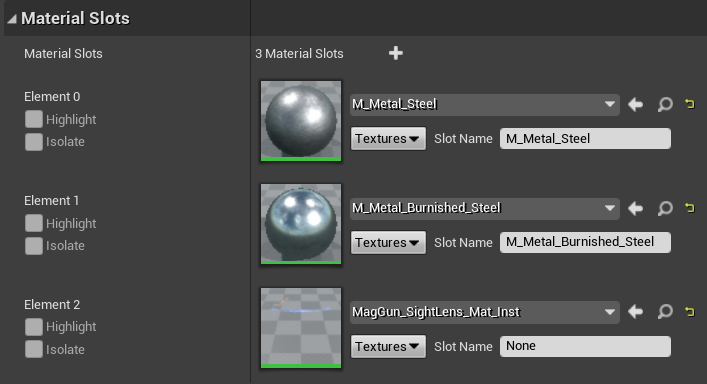 Material Slots
Material Slots
3 Material Slots
Element 0
Highlight
Isolate
M_Metal_Steel
Textures
Slot Name
M_Metal_Steel
Element 1
Highlight
Isolate
M_Metal_Burnished_Steel
Textures
Slot Name
M_Metal_Burnished_Steel
Element 2
Highlight
Isolate
MagGun_SightLens_Mat_Inst
Textures
Slot Name
None